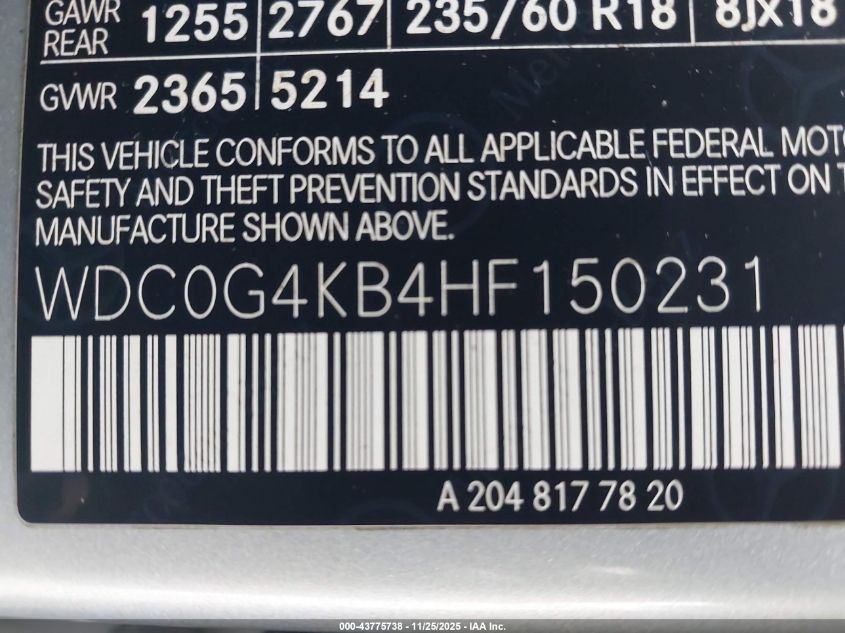 GAWR
REAR 1255 2767 235/60 R18 8JX18
GVWR 2365 5214
THIS VEHICLE CONFORMS TO ALL APPLICABLE FEDERAL MOTO
SAFETY AND THEFT PREVENTION STANDARDS IN EFFECT ON T
MANUFACTURE SHOWN ABOVE.
WDC0G4KB4HF150231
A 204 817 78 20
000-43775738 - 11/25/2025 - IAA Inc.